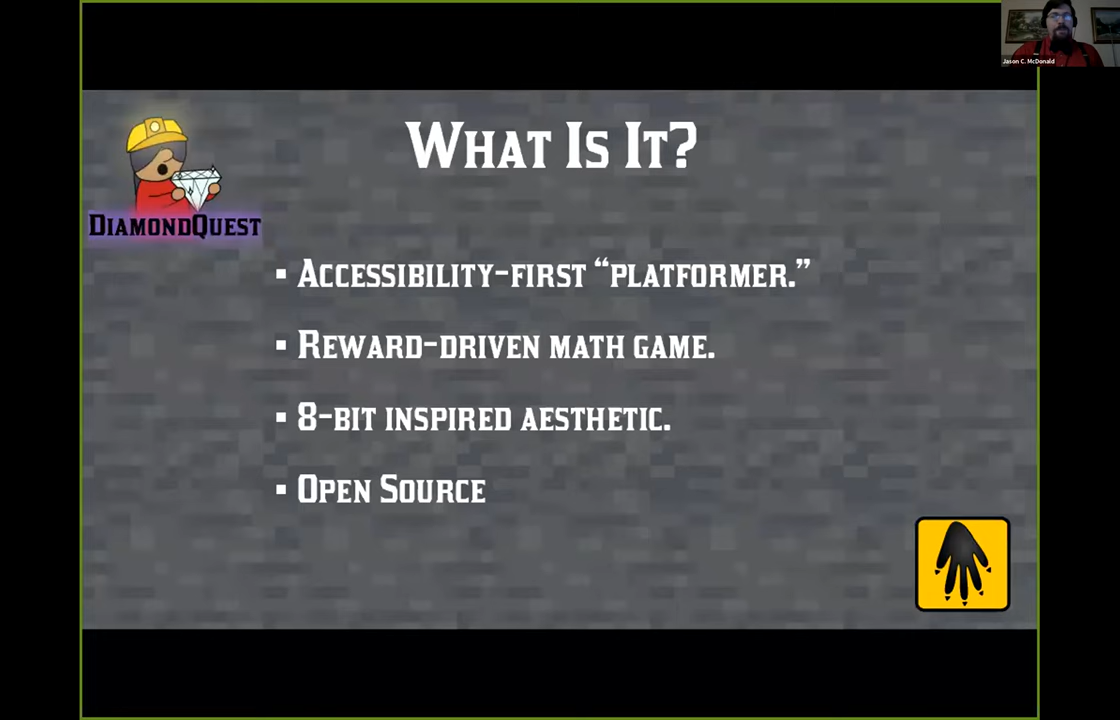 Jason C. McDonald
What Is It?
DiamondQuest
▪ Accessibility-first “platformer.”
▪ Reward-driven math game.
▪ 8-bit inspired aesthetic.
▪ Open Source